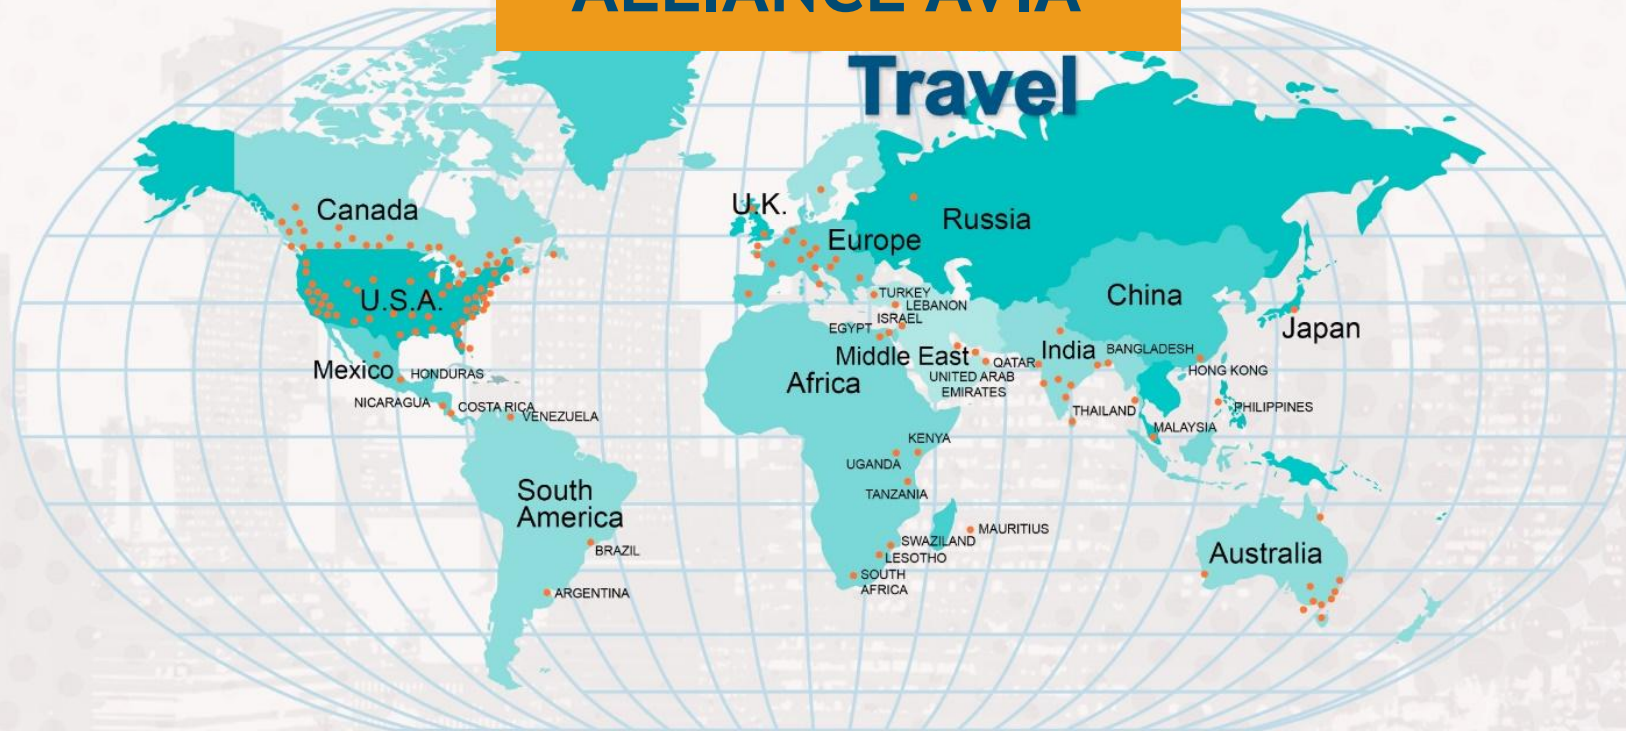 ALLIANCE AVIA
Travel
Canada
U.K.
Russia
Europe
U.S.A.
China
TURKEY
LEBANON
ISRAEL
EGYPT
Japan
Middle East
QATAR
India
BANGLADESH
HONG KONG
Mexico
HONDURAS
Africa
UNITED ARAB
EMIRATES
NICARAGUA
COSTA RICA
VENEZUELA
THAILAND
PHILIPPINES
MALAYSIA
KENYA
UGANDA
TANZANIA
South
America
MAURITIUS
SWAZILAND
LESOTHO
BRAZIL
Australia
SOUTH
AFRICA
ARGENTINA